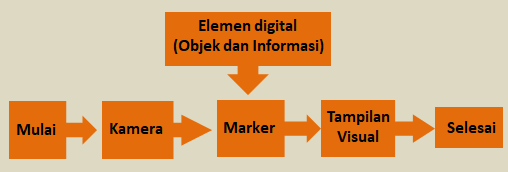 Elemen digital
(Objek dan Informasi)
Mulai
Kamera
Marker
Tampilan
Visual
Selesai